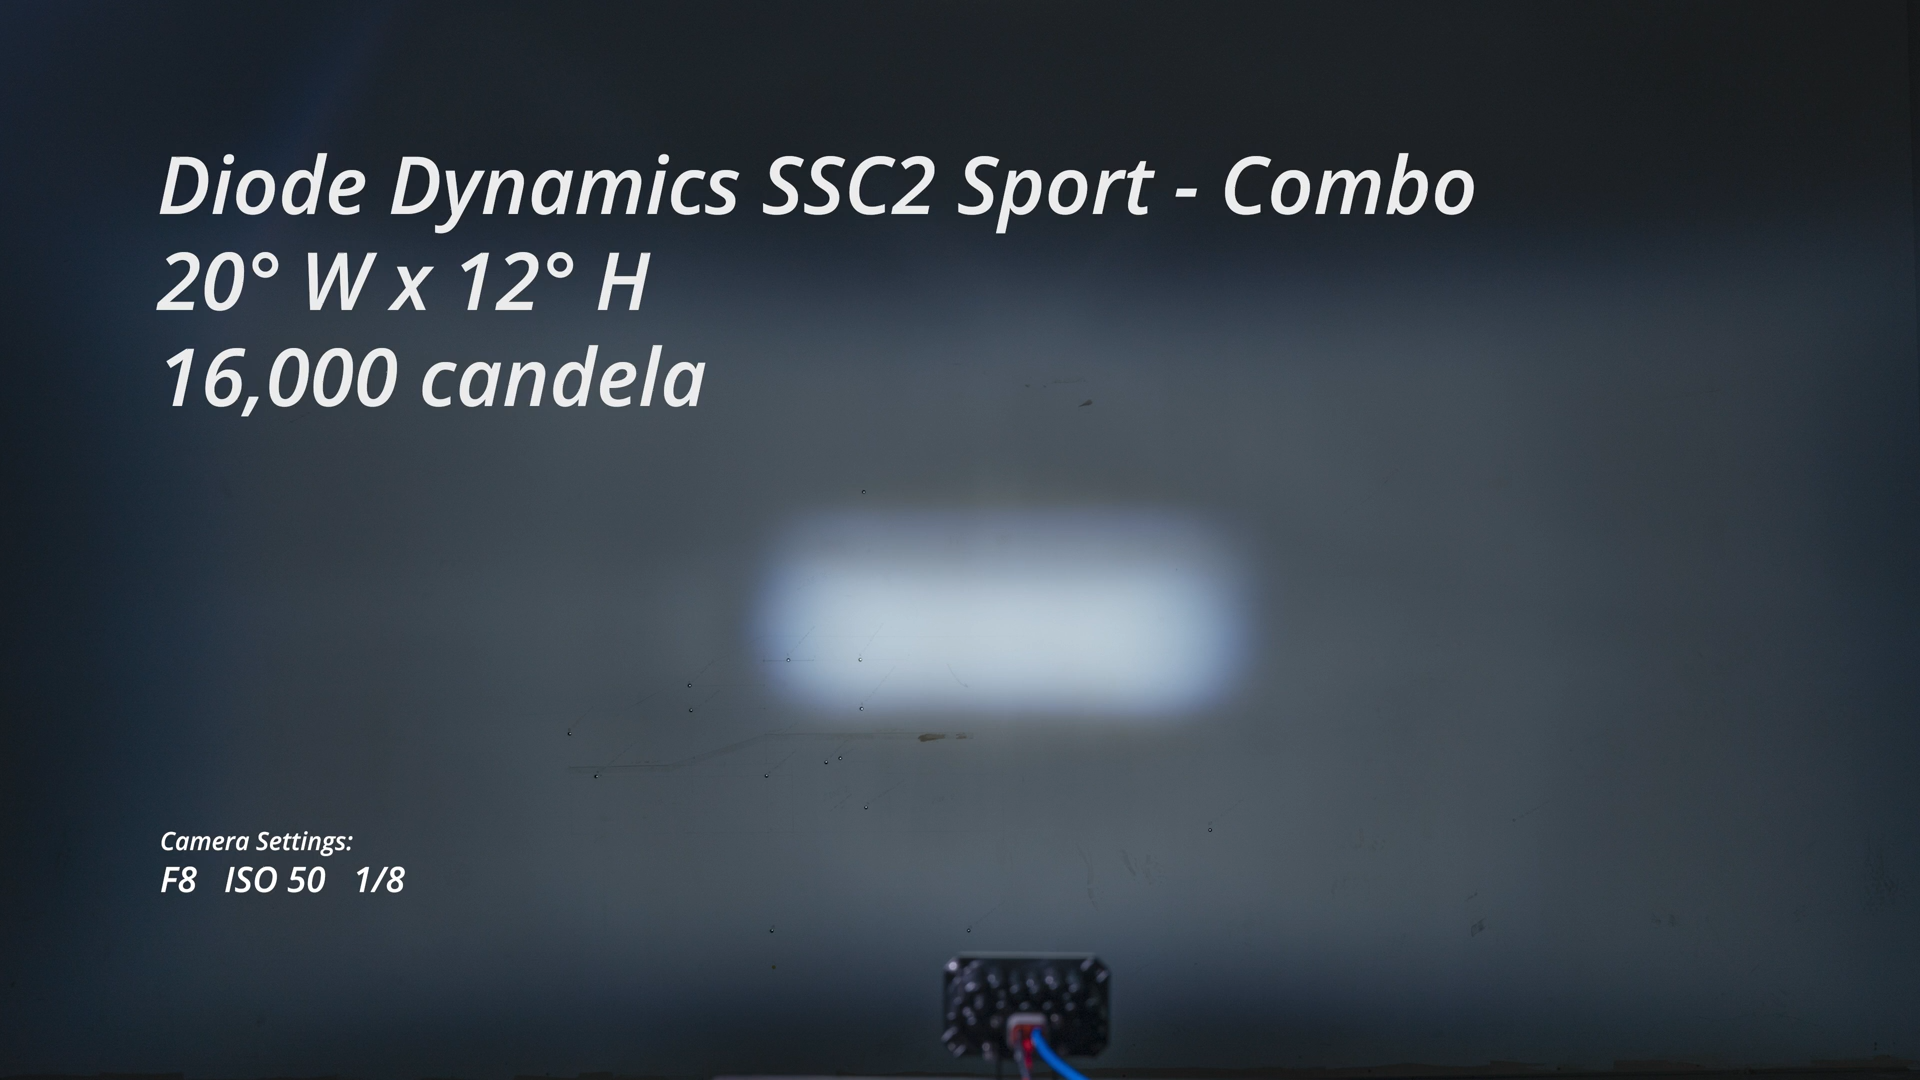 Diode Dynamics SSC2 Sport - Combo
20° W x 12° H
16,000 candela
Camera Settings:
F8 ISO 50 1/8